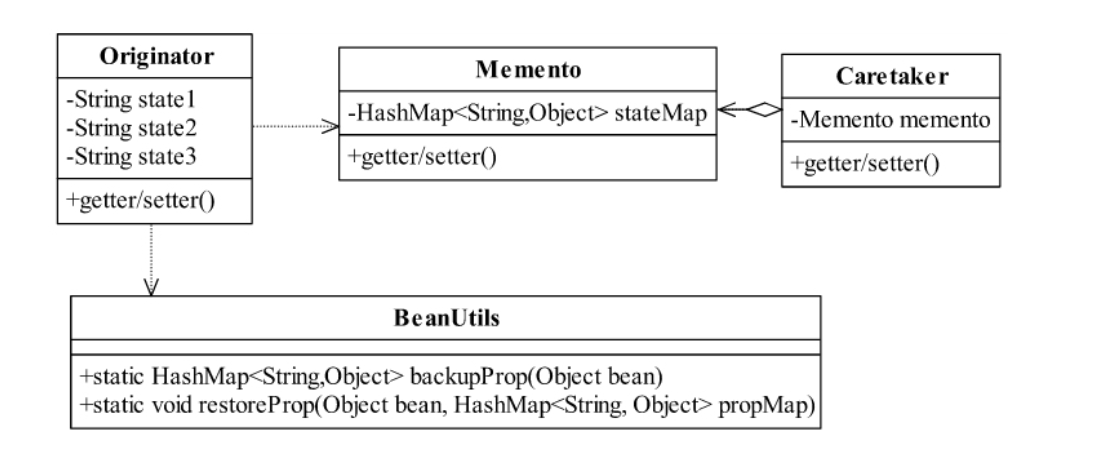 Originator
-String state1
-String state2
-String state3
+getter/setter()
Memento
-HashMap<String,Object> stateMap
+getter/setter()
Caretaker
-Memento memento
+getter/setter()
BeanUtils
+static HashMap<String,Object> backupProp(Object bean)
+static void restoreProp(Object bean, HashMap<String, Object> propMap)